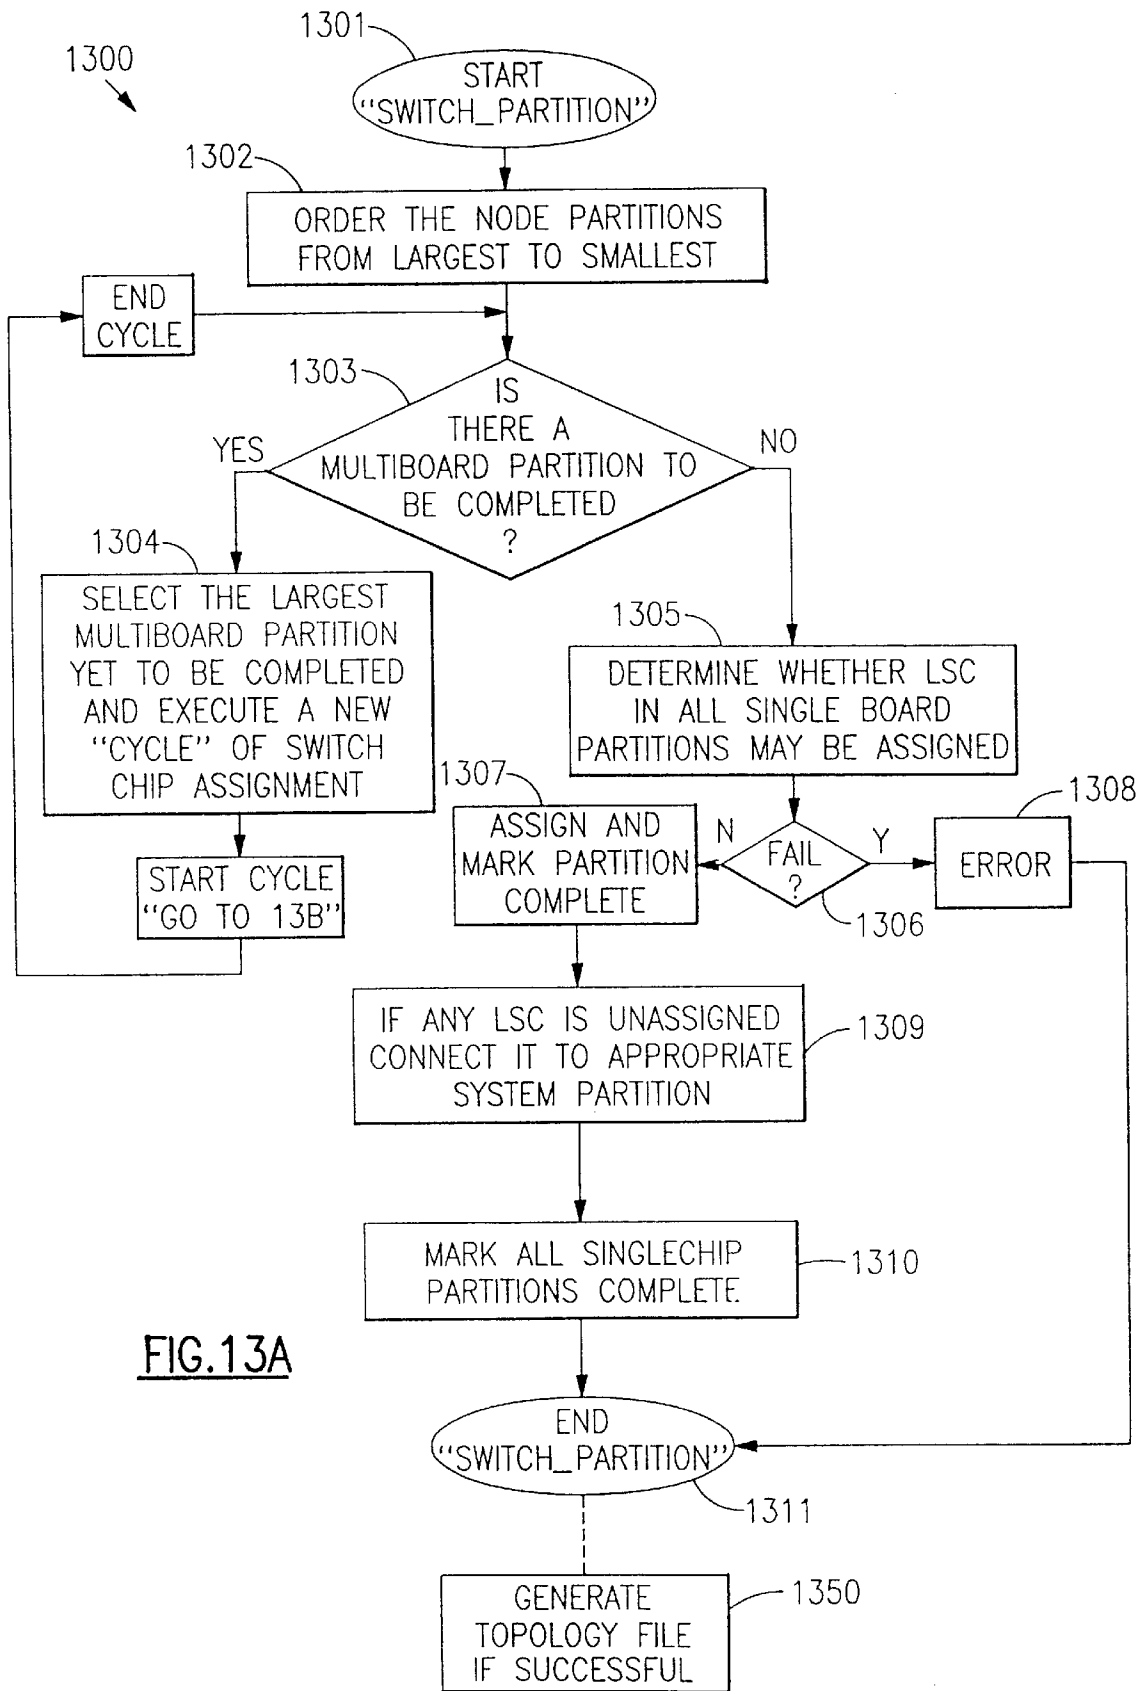 1301
1300
START
"SWITCH_PARTITION"
1302
ORDER THE NODE PARTITIONS
FROM LARGEST TO SMALLEST
END
CYCLE
1303
IS
THERE A
MULTIBOARD PARTITION TO
BE COMPLETED
?
YES
NO
1304
SELECT THE LARGEST
MULTIBOARD PARTITION
YET TO BE COMPLETED
AND EXECUTE A NEW
"CYCLE" OF SWITCH
CHIP ASSIGNMENT
START CYCLE
"GO TO 13B"
1305
DETERMINE WHETHER LSC
IN ALL SINGLE BOARD
PARTITIONS MAY BE ASSIGNED
1307
ASSIGN AND
MARK PARTITION
COMPLETE
N
FAIL
?
Y
1306
1308
ERROR
IF ANY LSC IS UNASSIGNED
CONNECT IT TO APPROPRIATE
SYSTEM PARTITION
1309
MARK ALL SINGLECHIP
PARTITIONS COMPLETE
1310
FIG.13A
END
"SWITCH_PARTITION"
1311
GENERATE
TOPOLOGY FILE
IF SUCCESSFUL
1350